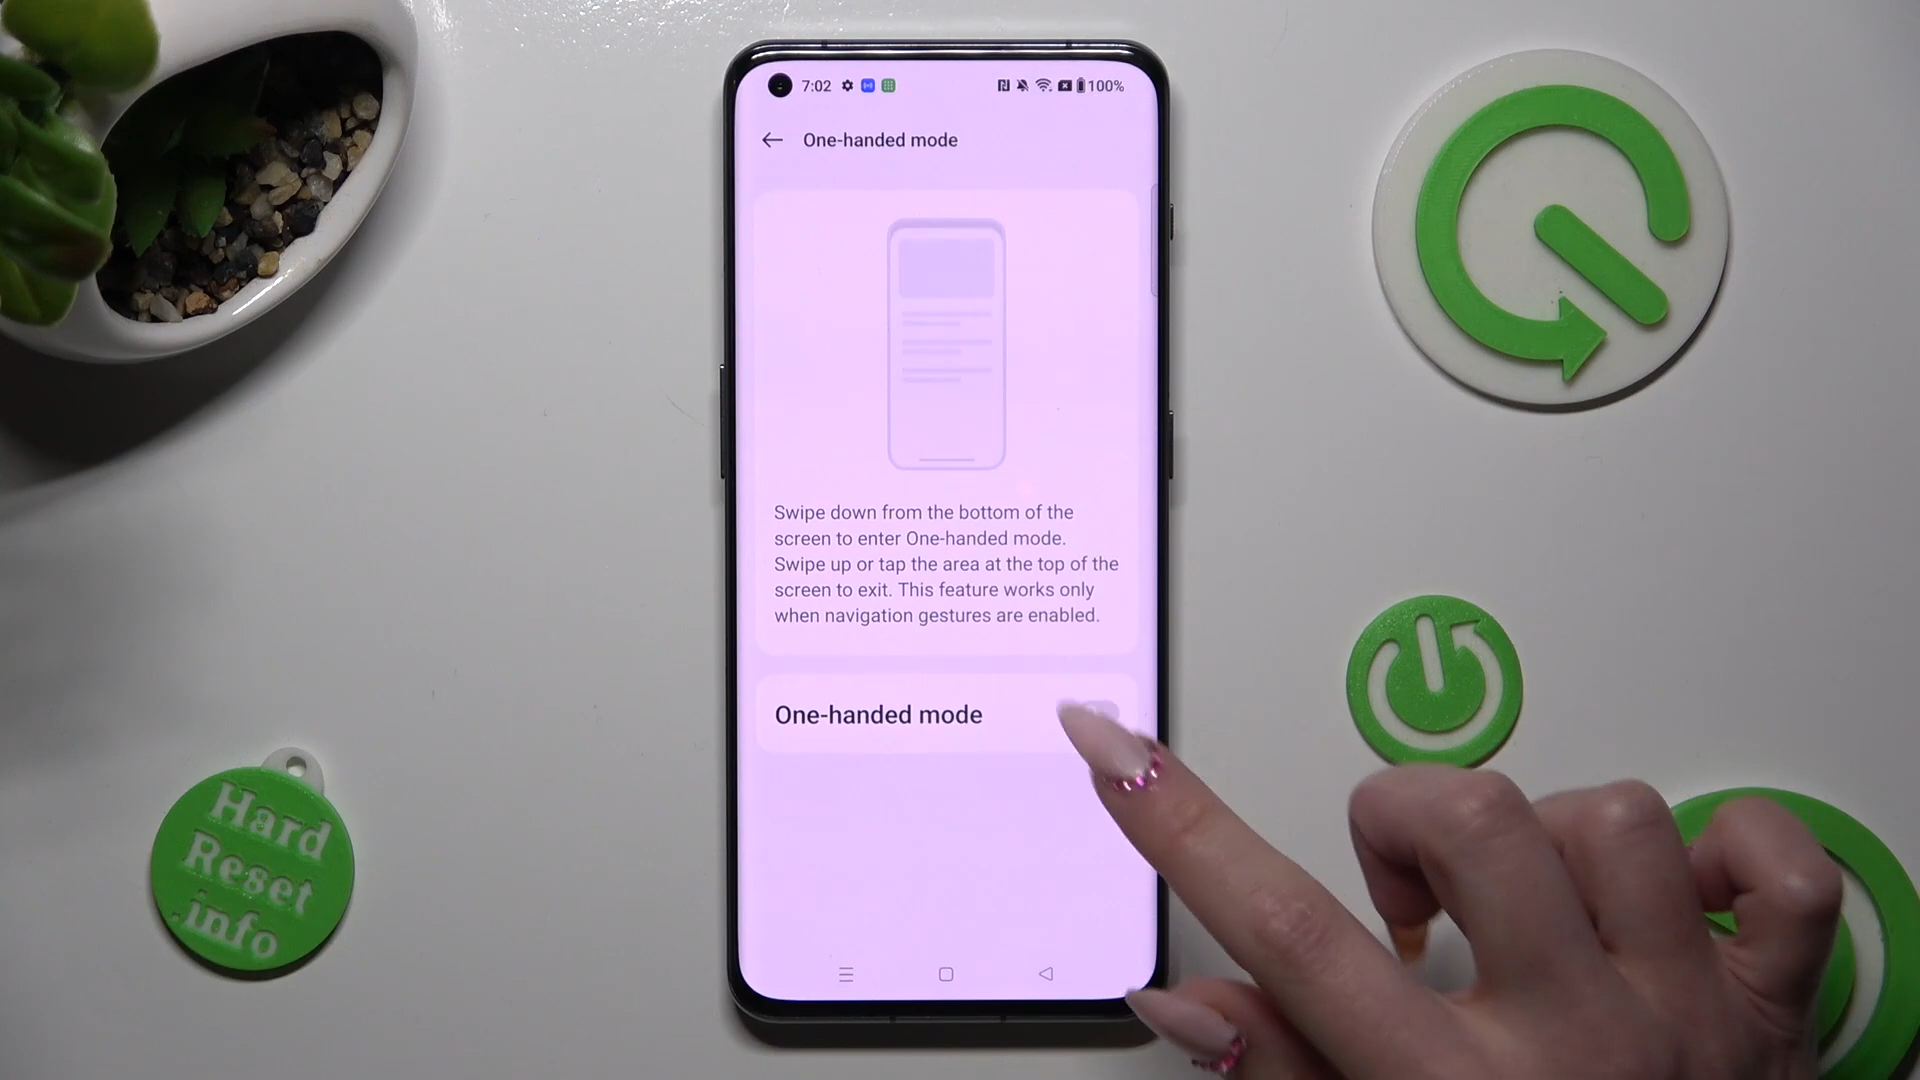 7:02
100%
One-handed mode
Swipe down from the bottom of the
screen to enter One-handed mode.
Swipe up or tap the area at the top of the
screen to exit. This feature works only
when navigation gestures are enabled.
One-handed mode
Hard
Reset
.info